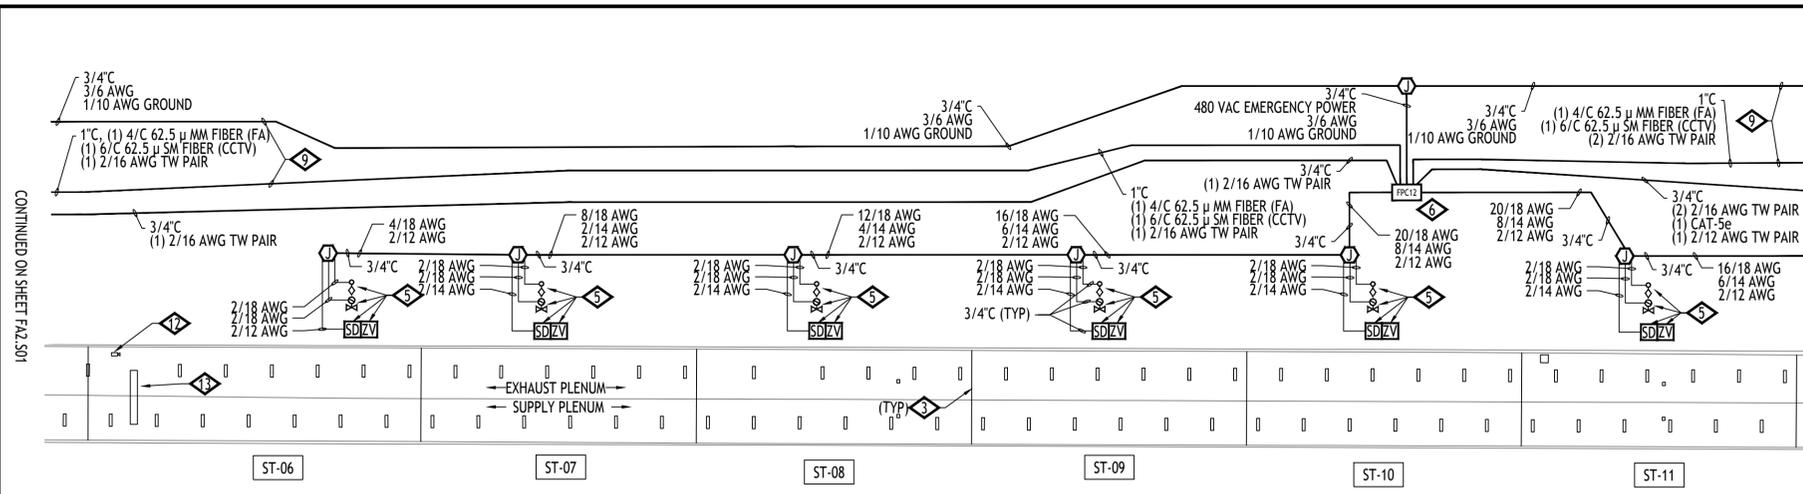 3/4"C
3/6 AWG
1/10 AWG GROUND
1"C, (1) 4/C 62.5 µ MM FIBER (FA)
(1) 6/C 62.5 µ SM FIBER (CCTV)
(1) 2/16 AWG TW PAIR
9
3/4"C
(1) 2/16 AWG TW PAIR
CONTINUED ON SHEET FA2.S01
3/4"C
3/6 AWG
1/10 AWG GROUND
J
3/4"C
480 VAC EMERGENCY POWER
3/6 AWG
1/10 AWG GROUND
3/4"C
3/6 AWG
1/10 AWG GROUND
1"C
(1) 4/C 62.5 µ MM FIBER (FA)
(1) 6/C 62.5 µ SM FIBER (CCTV)
(2) 2/16 AWG TW PAIR
9
3/4"C
(1) 2/16 AWG TW PAIR
1"C
(1) 4/C 62.5 µ MM FIBER (FA)
(1) 6/C 62.5 µ SM FIBER (CCTV)
(1) 2/16 AWG TW PAIR
FPC12
6
3/4"C
(2) 2/16 AWG TW PAIR
(1) CAT-5e
(1) 2/12 AWG TW PAIR
4/18 AWG
2/12 AWG
J
3/4"C
2/18 AWG
2/18 AWG
2/12 AWG
5
SD ZV
8/18 AWG
2/14 AWG
2/12 AWG
J
3/4"C
2/18 AWG
2/18 AWG
2/14 AWG
5
SD ZV
12/18 AWG
4/14 AWG
2/12 AWG
J
3/4"C
2/18 AWG
2/18 AWG
2/14 AWG
5
SD ZV
16/18 AWG
6/14 AWG
2/12 AWG
J
3/4"C
2/18 AWG
2/18 AWG
2/14 AWG
3/4"C (TYP)
5
SD ZV
3/4"C
20/18 AWG
8/14 AWG
2/12 AWG
J
2/18 AWG
2/18 AWG
2/14 AWG
5
SD ZV
20/18 AWG
8/14 AWG
2/12 AWG
3/4"C
J
3/4"C
16/18 AWG
6/14 AWG
2/12 AWG
2/18 AWG
2/18 AWG
2/14 AWG
5
SD ZV
12
13
EXHAUST PLENUM
SUPPLY PLENUM
(TYP) 3
ST-06
ST-07
ST-08
ST-09
ST-10
ST-11